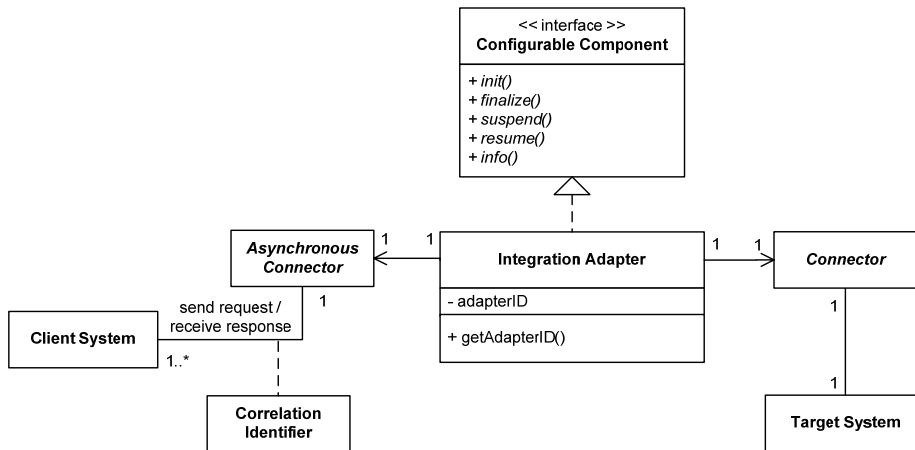 << interface >>
Configurable Component
+ init()
+ finalize()
+ suspend()
+ resume()
+ info()
Asynchronous
Connector
1
1
Integration Adapter
- adapterID
+ getAdapterID()
1
1
Connector
1
send request /
receive response
Client System
1..*
Correlation
Identifier
1
1
Target System